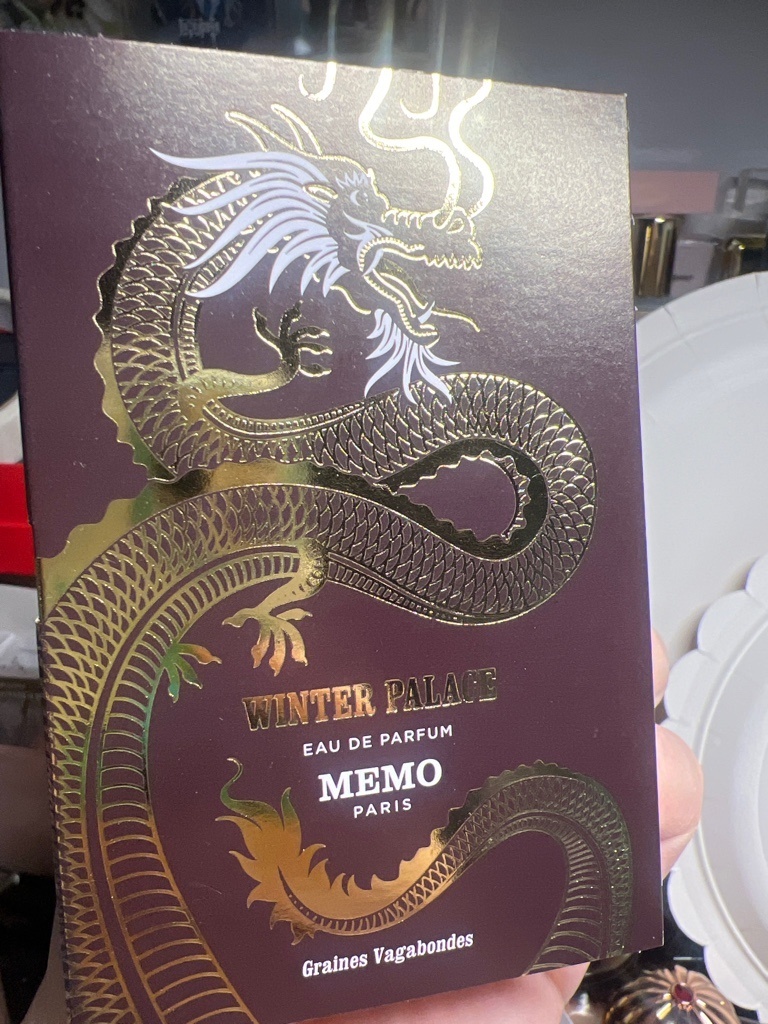 WINTER PALACE
EAU DE PARFUM
MEMO
PARIS
Graines Vagabondes